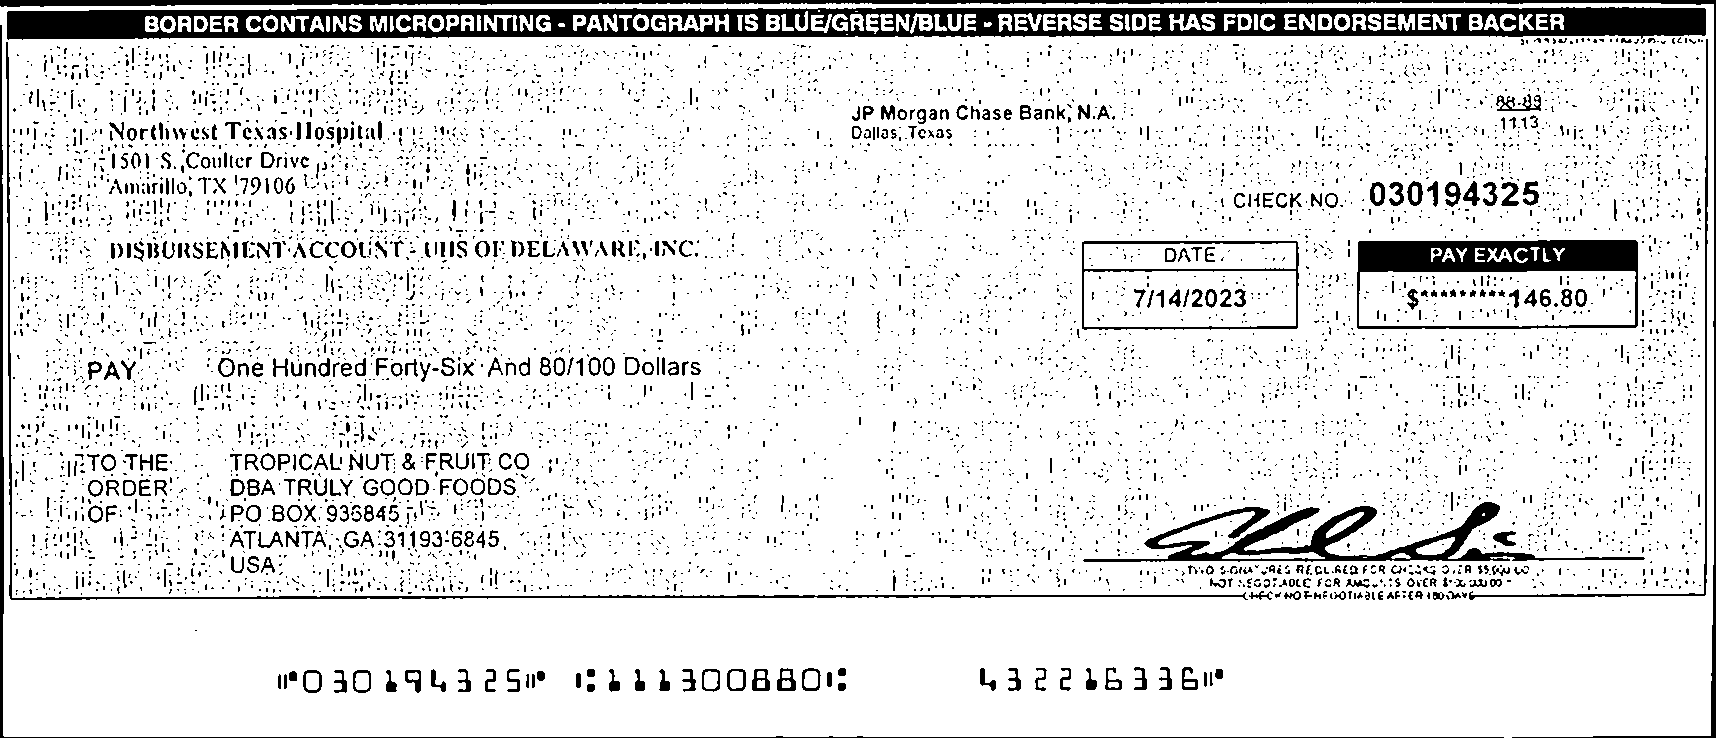 BORDER CONTAINS MICROPRINTING - PANTOGRAPH IS BLUE/GREEN/BLUE - REVERSE SIDE HAS FDIC ENDORSEMENT BACKER
Northwest Texas Hospital
1501 S. Coulter Drive
Amarillo, TX 79106
JP Morgan Chase Bank, N.A.
Dallas, Texas
88-88
1113
CHECK NO. 030194325
DISBURSEMENT ACCOUNT - UHS OF DELAWARE, INC.
DATE
7/14/2023
PAY EXACTLY
$*********146.80
PAY One Hundred Forty-Six And 80/100 Dollars
TO THE
ORDER
OF
TROPICAL NUT & FRUIT CO
DBA TRULY GOOD FOODS
PO BOX 936845
ATLANTA, GA 31193-6845
USA
TWO SIGNATURES REQUIRED FOR CHECKS OVER $5,000.00
NOT NEGOTIABLE FOR AMOUNTS OVER
CHECK NOT NEGOTIABLE AFTER 180 DAYS
⑈030194325⑈ ⑆111300880⑆ 432216336⑈